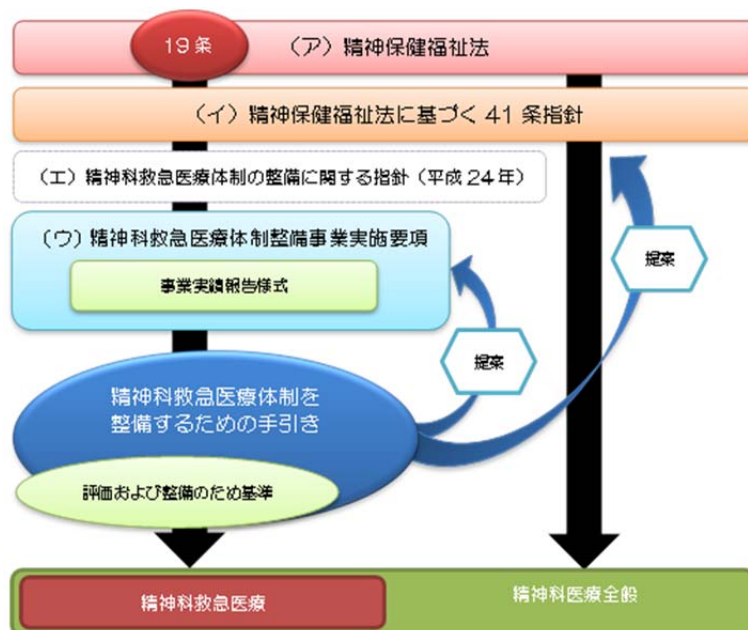 19条
（ア）精神保健福祉法
（イ）精神保健福祉法に基づく41条指針
（エ）精神科救急医療体制の整備に関する指針（平成24年）
（ウ）精神科救急医療体制整備事業実施要項
事業実績報告様式
提案
提案
精神科救急医療体制を
整備するための手引き
評価および整備のため基準
精神科救急医療
精神科医療全般